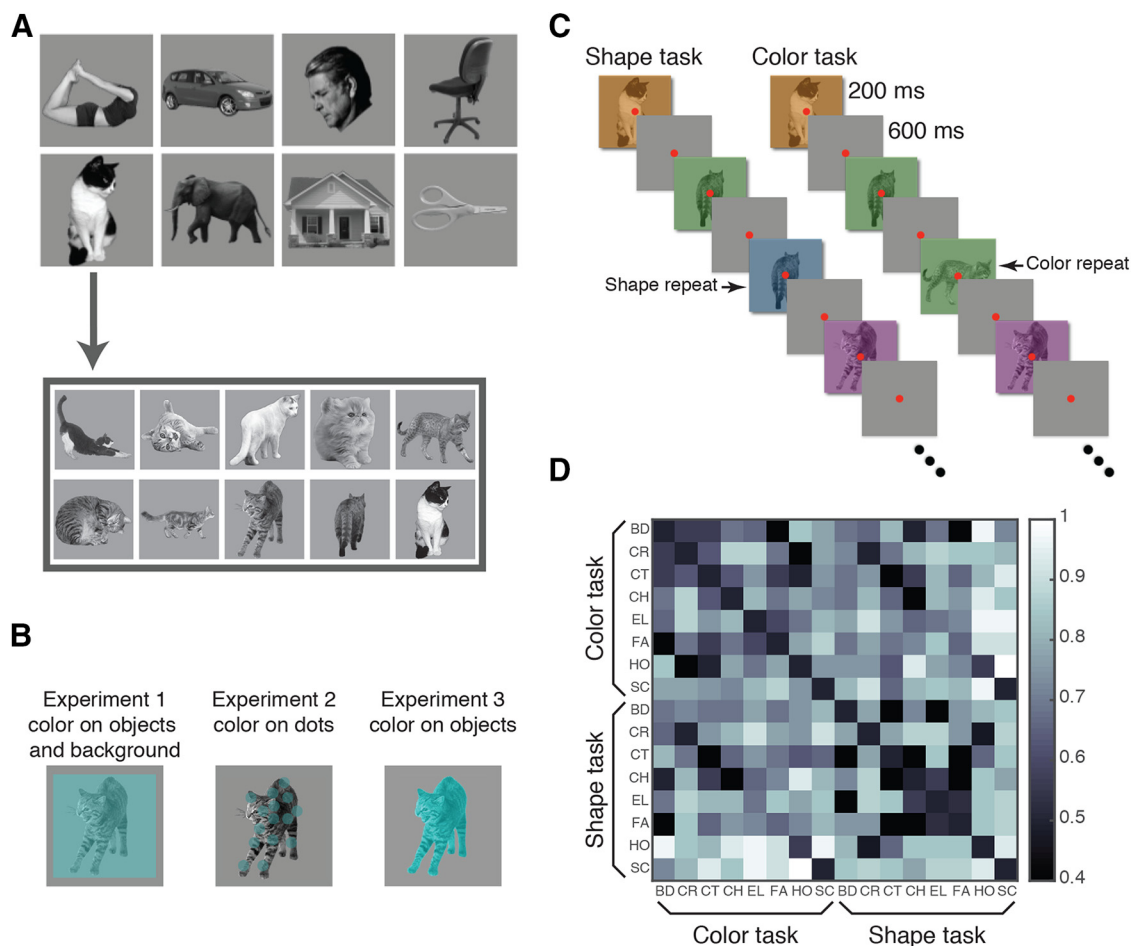 A
B
Experiment 1
color on objects
and background
Experiment 2
color on dots
Experiment 3
color on objects
C
Shape task
Color task
200 ms
600 ms
Shape repeat
Color repeat
D
Color task
Shape task
BD
CR
CT
CH
EL
FA
HO
SC
BD
CR
CT
CH
EL
FA
HO
SC
BD CR CT CH EL FA HO SC BD CR CT CH EL FA HO SC
Color task
Shape task
1
0.9
0.8
0.7
0.6
0.5
0.4